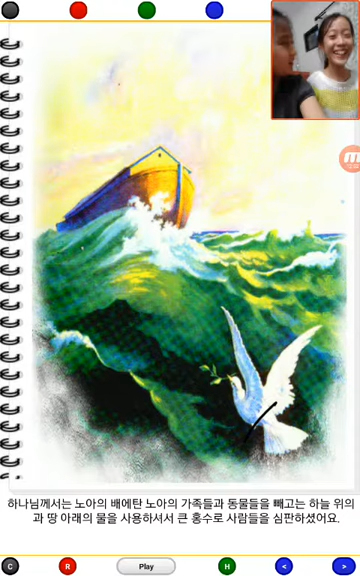 하나님께서는 노아의 배에탄 노아의 가족들과 동물들을 빼고는 하늘 위의
과 땅 아래의 물을 사용하셔서 큰 홍수로 사람들을 심판하셨어요.
C R Play H < >